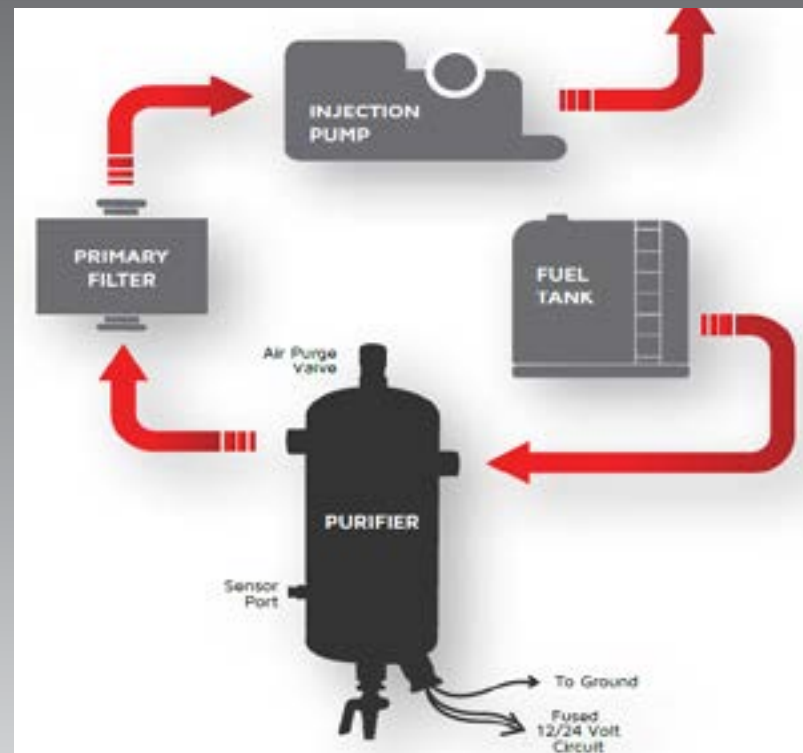 INJECTION
PUMP
PRIMARY
FILTER
FUEL
TANK
Air Purge
Valve
PURIFIER
Sensor
Port
To Ground
Fused
12/24 Volt
Circuit